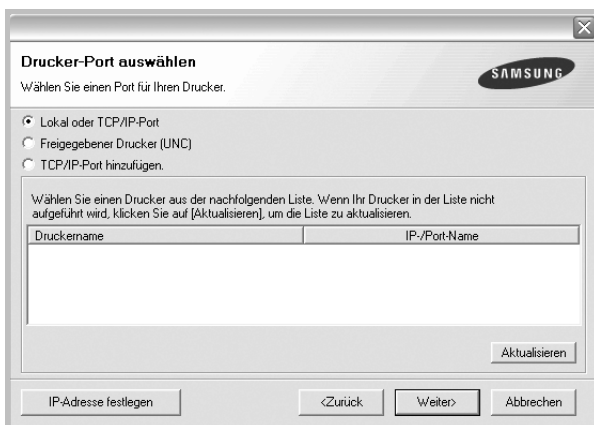 Drucker-Port auswählen
Wählen Sie einen Port für Ihren Drucker.
SAMSUNG
Lokal oder TCP/IP-Port
Freigegebener Drucker (UNC)
TCP/IP-Port hinzufügen.
Wählen Sie einen Drucker aus der nachfolgenden Liste. Wenn Ihr Drucker in der Liste nicht
aufgeführt wird, klicken Sie auf [Aktualisieren], um die Liste zu aktualisieren.
Druckername IP-/Port-Name
Aktualisieren
IP-Adresse festlegen <Zurück Weiter> Abbrechen